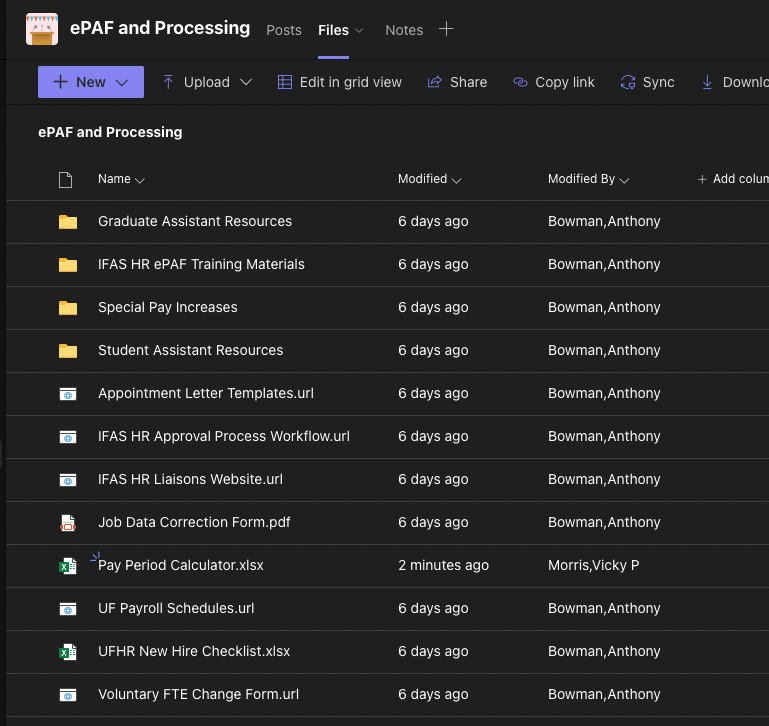 ePAF and Processing Posts Files Notes
New Upload Edit in grid view Share Copy link Sync Downlo
ePAF and Processing
Name Modified Modified By Add colum
Graduate Assistant Resources 6 days ago Bowman,Anthony
IFAS HR ePAF Training Materials 6 days ago Bowman,Anthony
Special Pay Increases 6 days ago Bowman,Anthony
Student Assistant Resources 6 days ago Bowman,Anthony
Appointment Letter Templates.url 6 days ago Bowman,Anthony
IFAS HR Approval Process Workflow.url 6 days ago Bowman,Anthony
IFAS HR Liaisons Website.url 6 days ago Bowman,Anthony
Job Data Correction Form.pdf 6 days ago Bowman,Anthony
Pay Period Calculator.xlsx 2 minutes ago Morris,Vicky P
UF Payroll Schedules.url 6 days ago Bowman,Anthony
UFHR New Hire Checklist.xlsx 6 days ago Bowman,Anthony
Voluntary FTE Change Form.url 6 days ago Bowman,Anthony